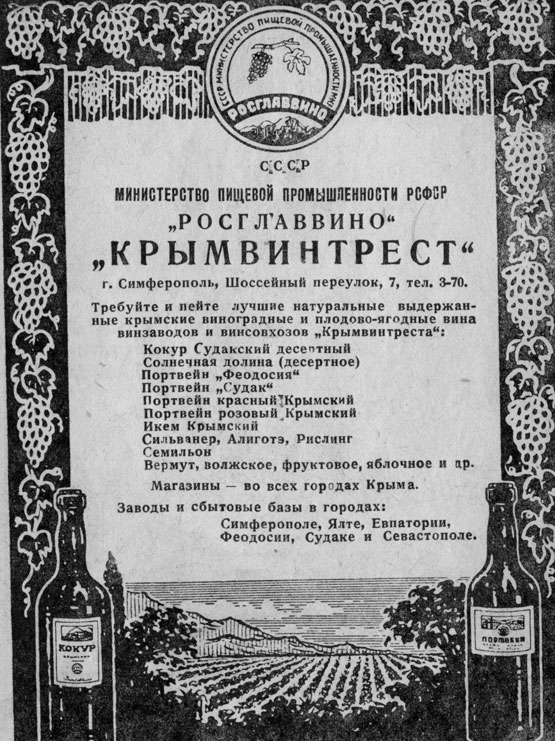 СССР МИНИСТЕРСТВО ПИЩЕВОЙ ПРОМЫШЛЕННОСТИ
РОСГЛАВВИНО
СССР
МИНИСТЕРСТВО ПИЩЕВОЙ ПРОМЫШЛЕННОСТИ РСФСР
„РОСГЛАВВИНО“
„КРЫМВИНТРЕСТ“
г. Симферополь, Шоссейный переулок, 7, тел. 3-70.
Требуйте и пейте лучшие натуральные выдержан-
ные крымские виноградные и плодово-ягодные вина
винзаводов и винсовхозов „Крымвинтреста“:
Кокур Судакский десертный
Солнечная долина (десертное)
Портвейн „Феодосия“
Портвейн „Судак“
Портвейн красный Крымский
Портвейн розовый Крымский
Икем Крымский
Сильванер, Алиготэ, Рислинг
Семильон
Вермут, волжское, фруктовое, яблочное и др.
Магазины — во всех городах Крыма.
Заводы и сбытовые базы в городах:
Симферополе, Ялте, Евпатории,
Феодосии, Судаке и Севастополе.
КОКУР